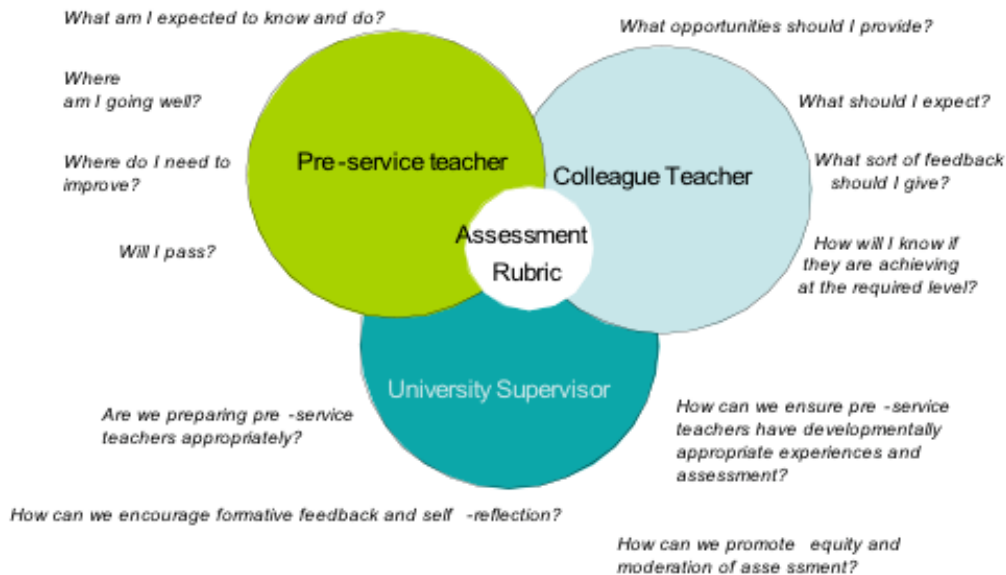 What am I expected to know and do?
What opportunities should I provide?
Where
am I going well?
What should I expect?
Where do I need to
improve?
Pre-service teacher
Colleague Teacher
What sort of feedback
should I give?
Will I pass?
Assessment
Rubric
How will I know if
they are achieving
at the required level?
University Supervisor
Are we preparing pre-service
teachers appropriately?
How can we ensure pre-service
teachers have developmentally
appropriate experiences and
assessment?
How can we encourage formative feedback and self-reflection?
How can we promote equity and
moderation of assessment?